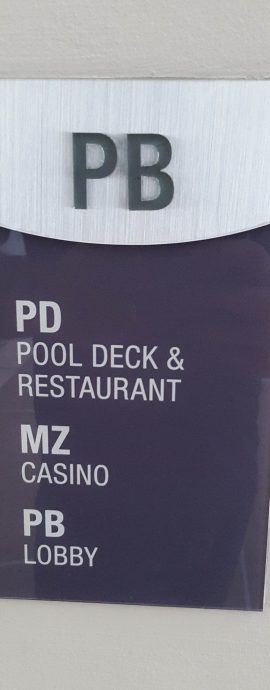 PB
PD
POOL DECK &
RESTAURANT
MZ
CASINO
PB
LOBBY